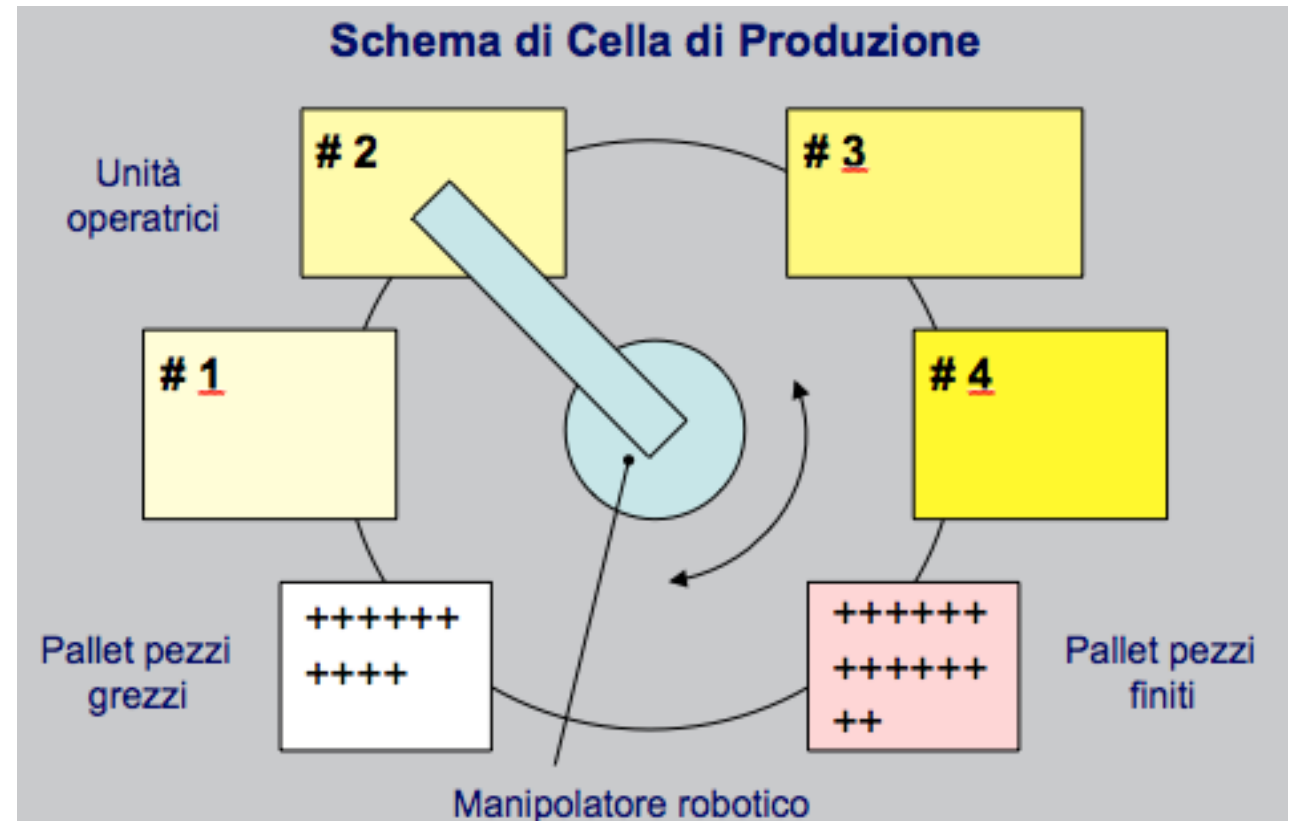 Schema di Cella di Produzione
Unità
operatrici
# 2
# 3
# 1
# 4
Pallet pezzi
grezzi
++++++
++++
++++++
++++++
++
Pallet pezzi
finiti
Manipolatore robotico